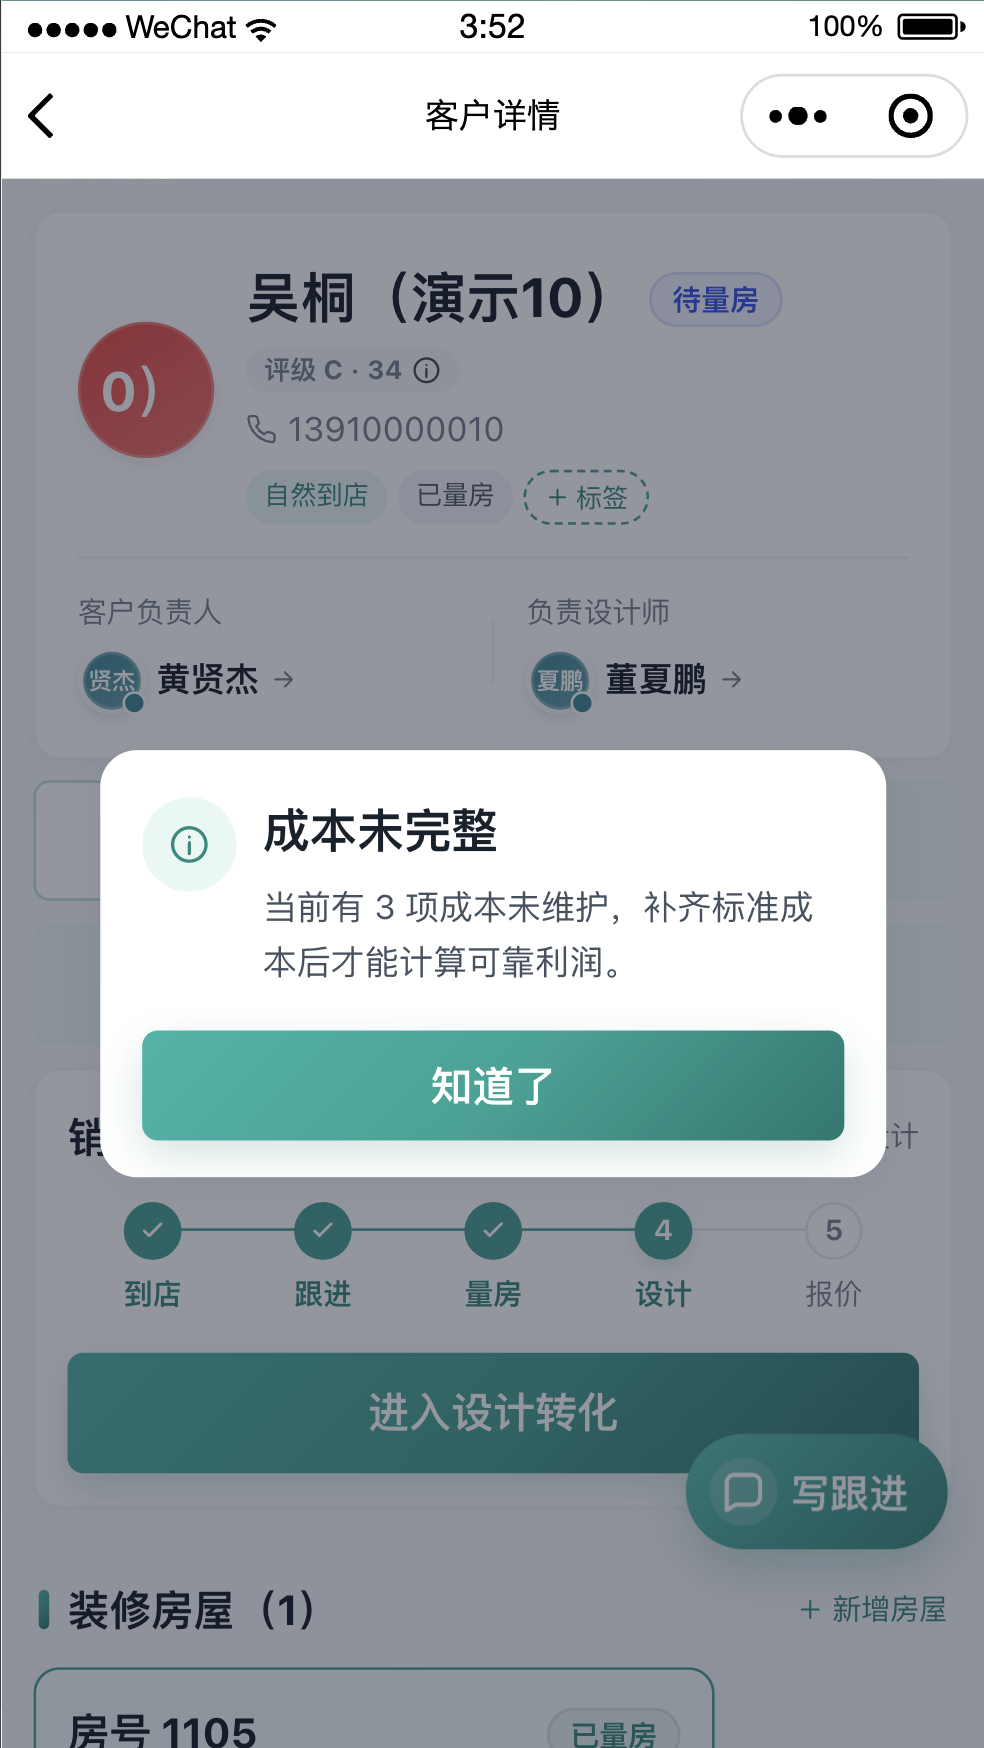 WeChat 3:52 100%
客户详情
吴桐（演示10） 待量房
0)
评级 C · 34
13910000010
自然到店 已量房 + 标签
客户负责人 负责设计师
贤杰 黄贤杰 → 夏鹏 董夏鹏 →
成本未完整
当前有 3 项成本未维护，补齐标准成
本后才能计算可靠利润。
知道了
销 计
4 5
到店 跟进 量房 设计 报价
进入设计转化
写跟进
装修房屋（1） + 新增房屋
房号 1105 已量房